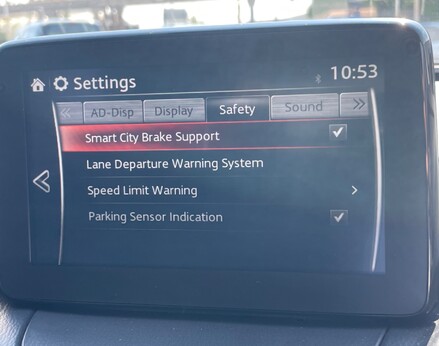 Settings
10:53
AD-Disp
Display
Safety
Sound
Smart City Brake Support
Lane Departure Warning System
Speed Limit Warning
Parking Sensor Indication